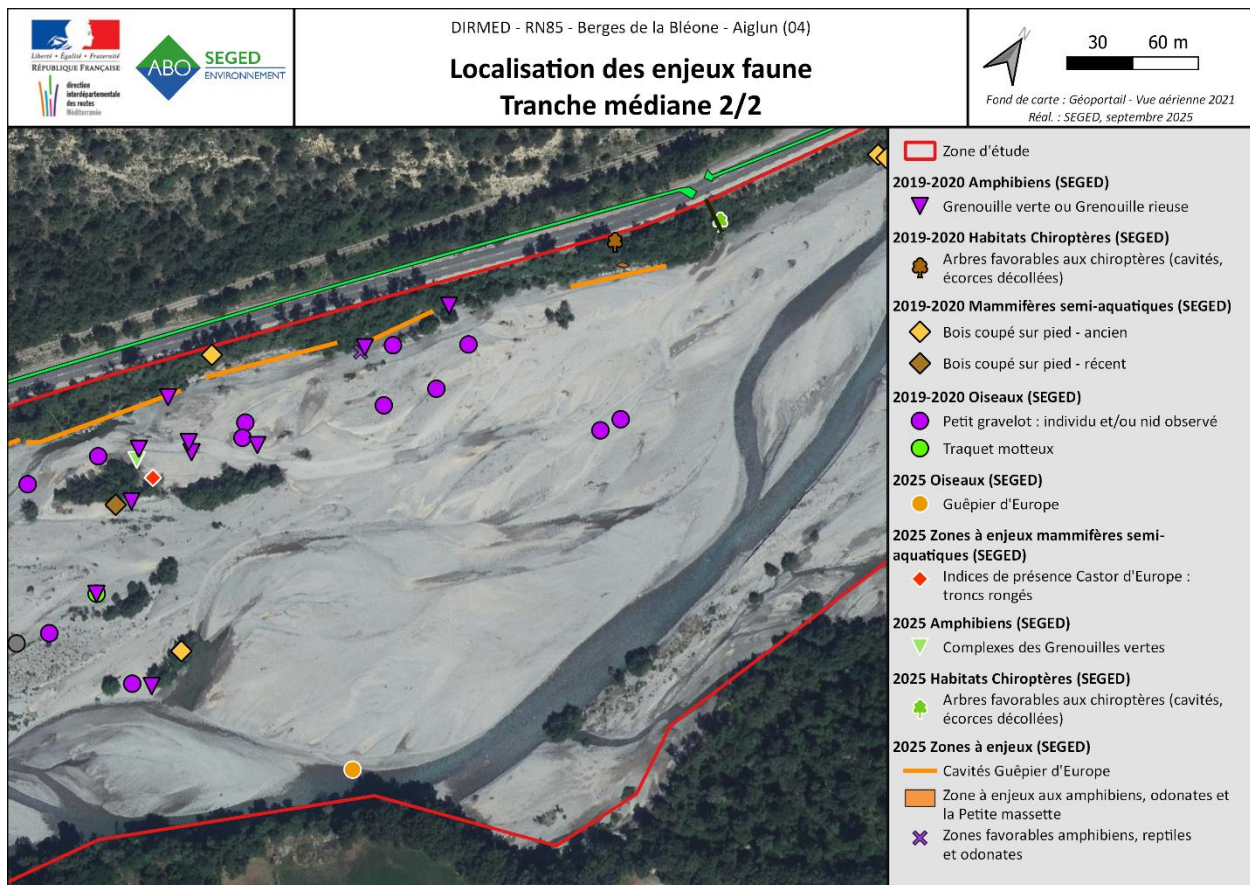 Liberté • Égalité • Fraternité
RÉPUBLIQUE FRANÇAISE
direction
interdépartementale
des routes
Méditerranée
ABO
SEGED
ENVIRONNEMENT
DIRMED - RN85 - Berges de la Bléone - Aiglun (04)
Localisation des enjeux faune
Tranche médiane 2/2
N
30 60 m
Fond de carte : Géoportail - Vue aérienne 2021
Réal. : SEGED, septembre 2025
Zone d'étude
2019-2020 Amphibiens (SEGED)
Grenouille verte ou Grenouille rieuse
2019-2020 Habitats Chiroptères (SEGED)
Arbres favorables aux chiroptères (cavités,
écorces décollées)
2019-2020 Mammifères semi-aquatiques (SEGED)
Bois coupé sur pied - ancien
Bois coupé sur pied - récent
2019-2020 Oiseaux (SEGED)
Petit gravelot : individu et/ou nid observé
Traquet motteux
2025 Oiseaux (SEGED)
Guêpier d'Europe
2025 Zones à enjeux mammifères semi-
aquatiques (SEGED)
Indices de présence Castor d'Europe :
troncs rongés
2025 Amphibiens (SEGED)
Complexes des Grenouilles vertes
2025 Habitats Chiroptères (SEGED)
Arbres favorables aux chiroptères (cavités,
écorces décollées)
2025 Zones à enjeux (SEGED)
Cavités Guêpier d'Europe
Zone à enjeux aux amphibiens, odonates et
la Petite massette
Zones favorables amphibiens, reptiles
et odonates